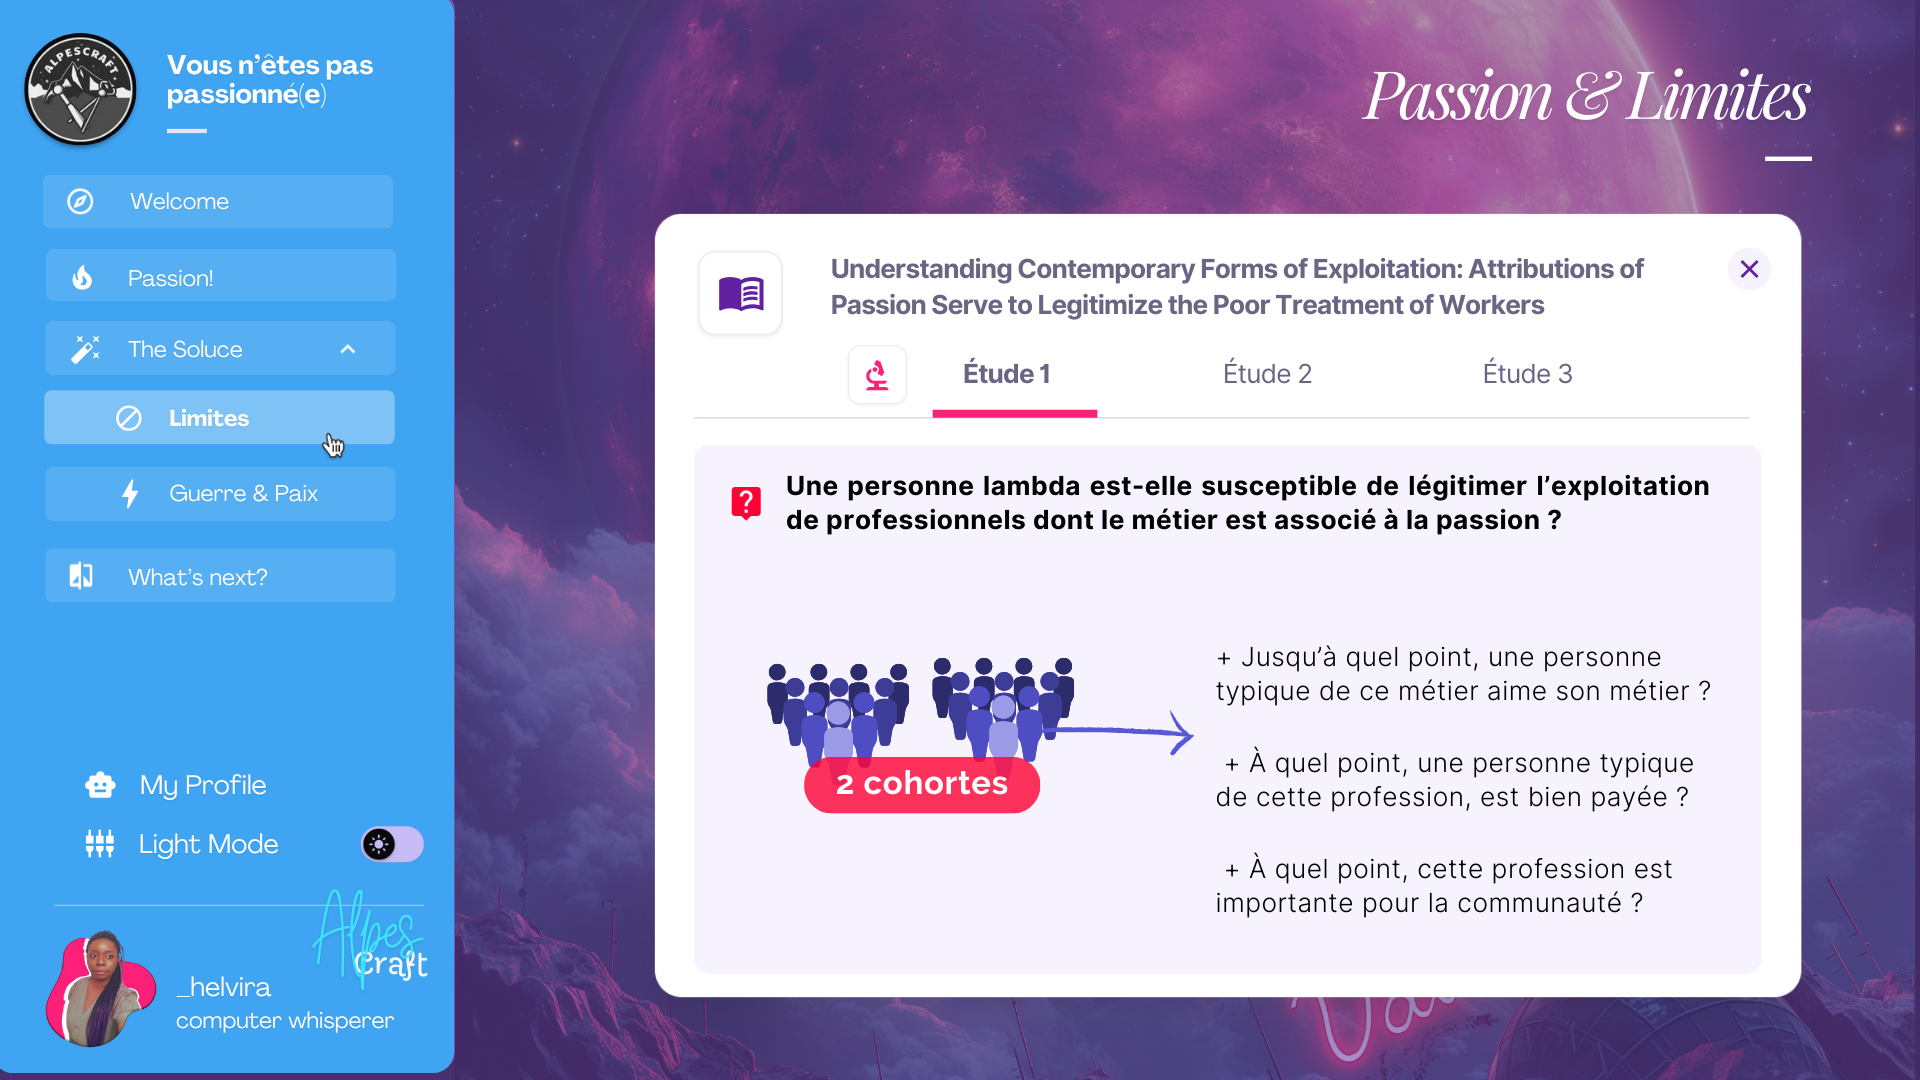 ALPESCRAFT
Vous n'êtes pas
passionné(e)
Welcome
Passion!
The Soluce
Limites
Guerre & Paix
What's next?
My Profile
Light Mode
Alpes
Craft
_helvira
computer whisperer
Passion & Limites
Understanding Contemporary Forms of Exploitation: Attributions of
Passion Serve to Legitimize the Poor Treatment of Workers
Étude 1
Étude 2
Étude 3
Une personne lambda est-elle susceptible de légitimer l'exploitation
de professionnels dont le métier est associé à la passion ?
2 cohortes
+ Jusqu'à quel point, une personne
typique de ce métier aime son métier ?
+ À quel point, une personne typique
de cette profession, est bien payée ?
+ À quel point, cette profession est
importante pour la communauté ?